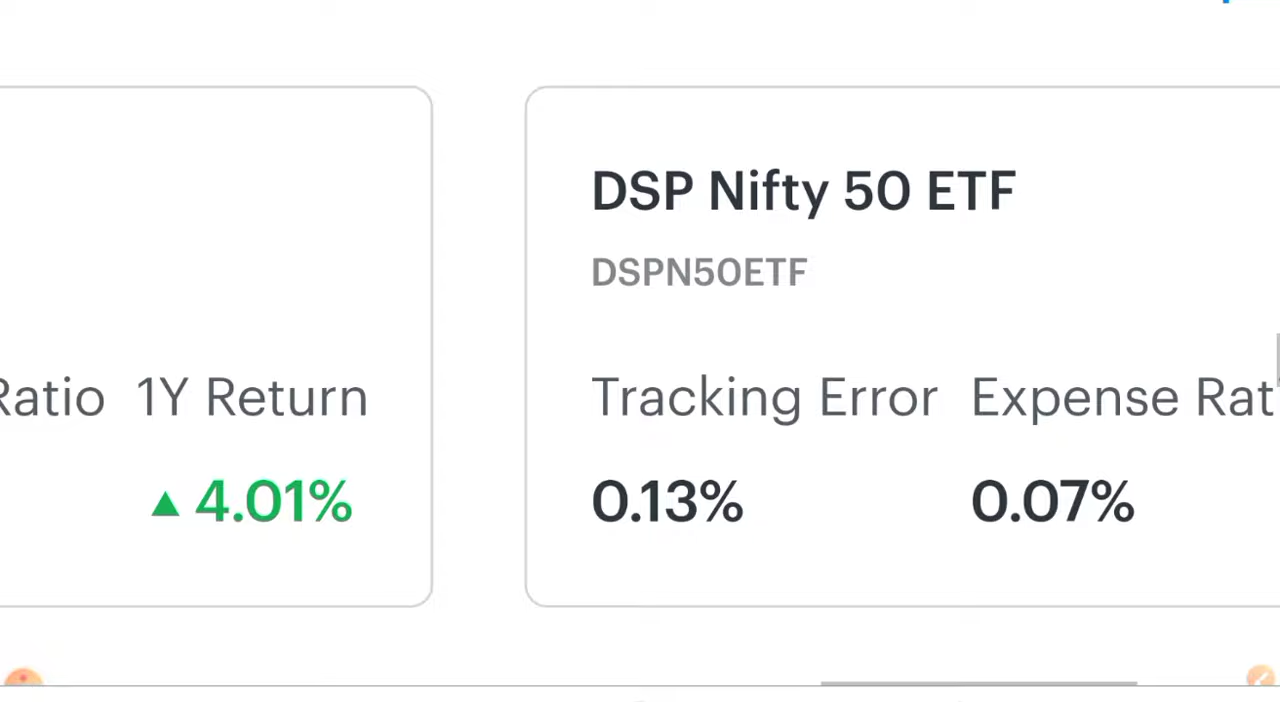 Ratio 1Y Return
▲ 4.01%
DSP Nifty 50 ETF
DSPN50ETF
Tracking Error Expense Rat
0.13% 0.07%